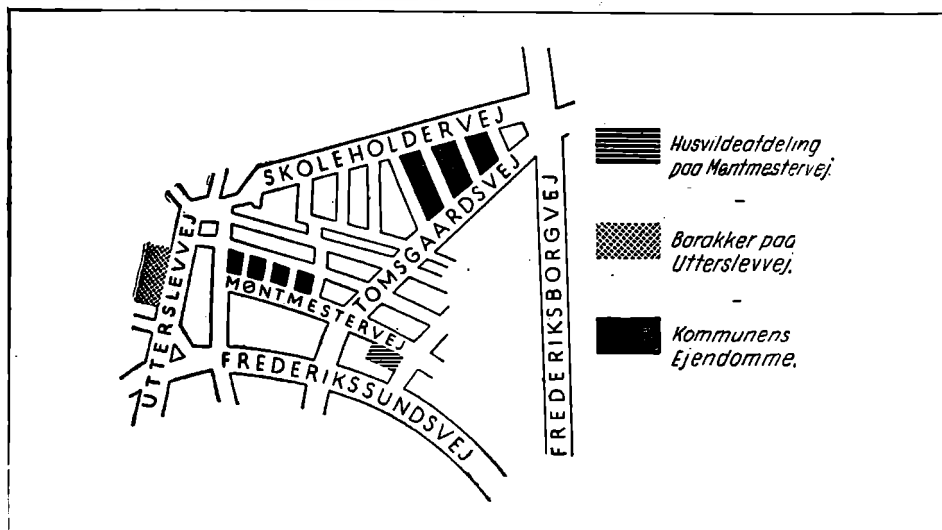 SKOLEHOLDERVEJ
TOMSGAARDSVEJ
FREDERIKSBORGVEJ
UTTERSLEVVEJ
MØNTMESTERVEJ
FREDERIKSSUNDSVEJ
Husvildeafdeling
paa Møntmestervej.
Barakker paa
Utterslevvej.
Kommunens
Ejendomme.